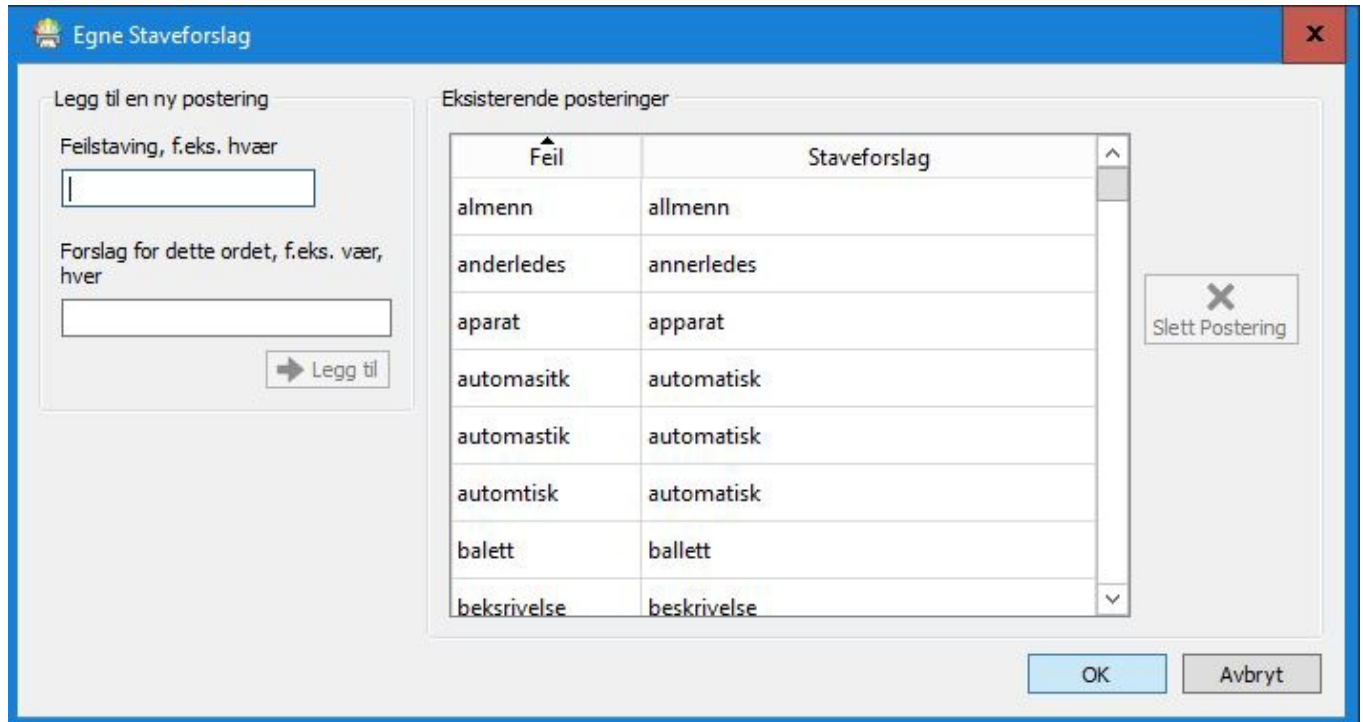 Egne Staveforslag
x
Legg til en ny postering
Feilstaving, f.eks. hvær
Forslag for dette ordet, f.eks. vær,
hver
Legg til
Eksisterende posteringer
Feil Staveforslag
almenn allmenn
anderledes annerledes
aparat apparat
automasitk automatisk
automastik automatisk
automtisk automatisk
balett ballett
beksrivelse beskrivelse
Slett Postering
OK Avbryt